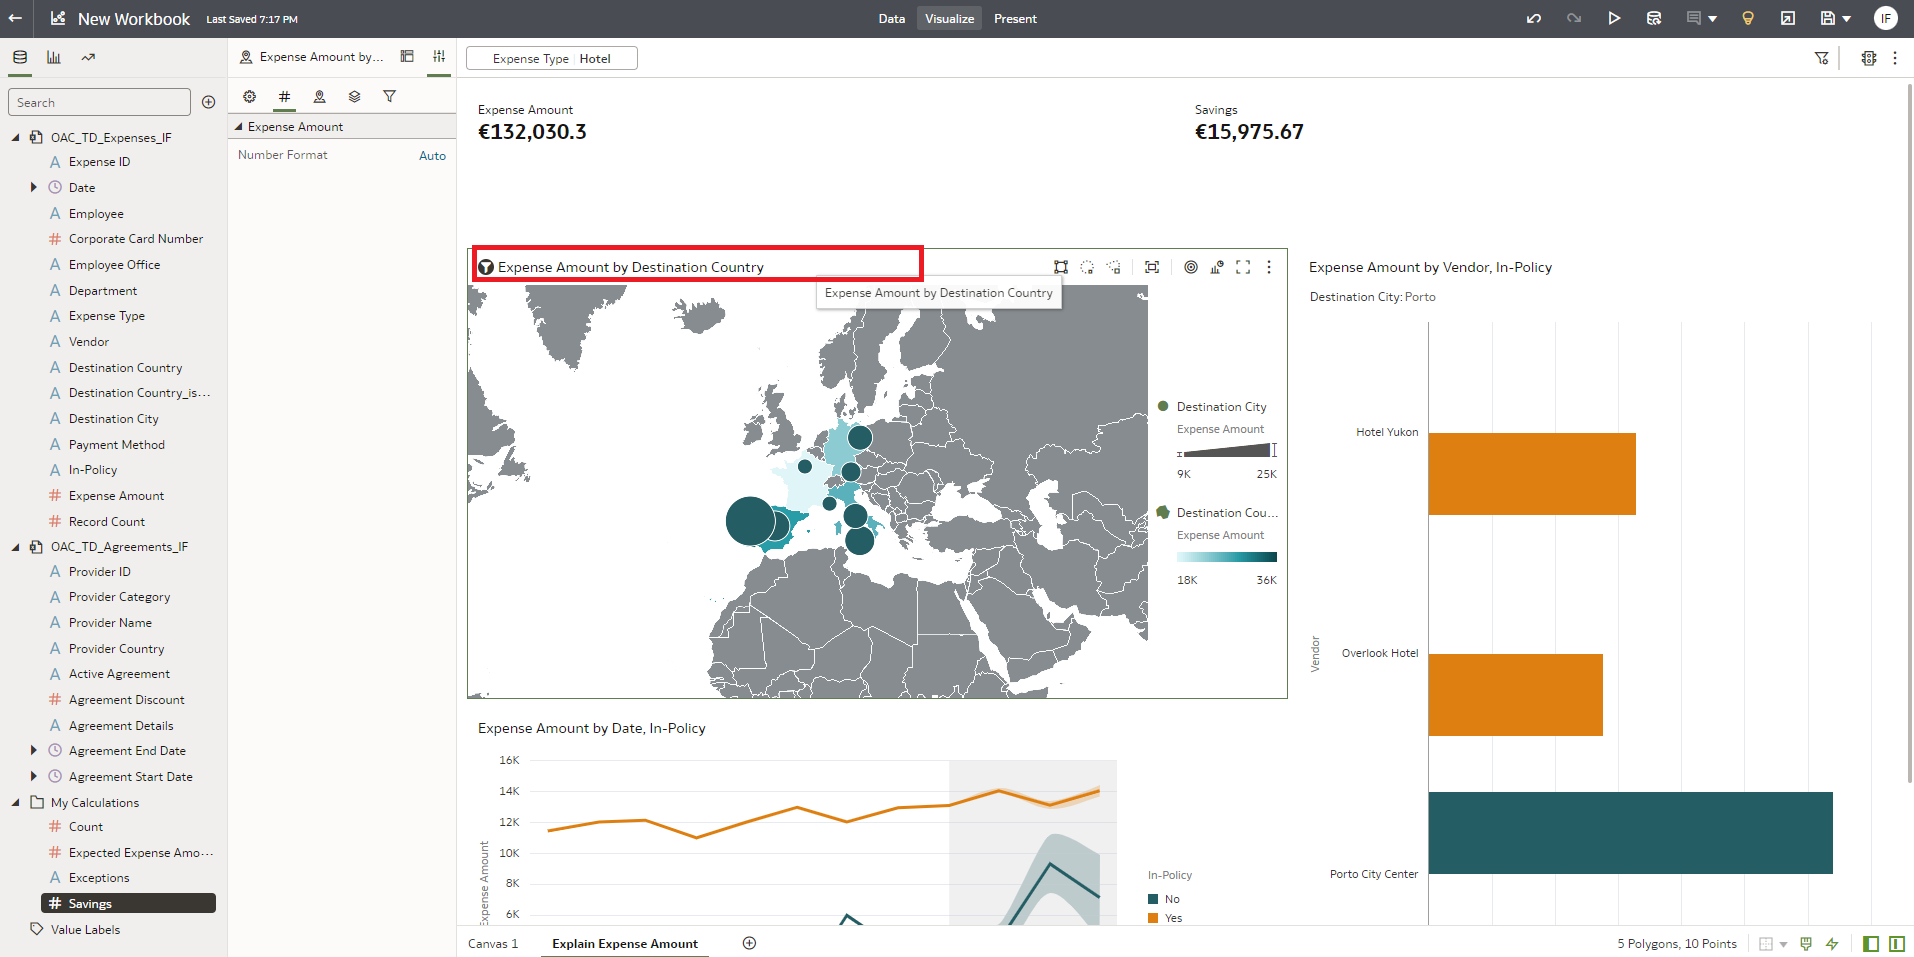 New Workbook Last Saved 7:17 PM
Data Visualize Present
IF
Search
OAC_TD_Expenses_IF
Expense ID
Date
Employee
Corporate Card Number
Employee Office
Department
Expense Type
Vendor
Destination Country
Destination Country_is...
Destination City
Payment Method
In-Policy
Expense Amount
Record Count
OAC_TD_Agreements_IF
Provider ID
Provider Category
Provider Name
Provider Country
Active Agreement
Agreement Discount
Agreement Details
Agreement End Date
Agreement Start Date
My Calculations
Count
Expected Expense Amo...
Exceptions
Savings
Value Labels
Expense Amount by...
Expense Amount
Number Format Auto
Expense Type Hotel
Expense Amount
€132,030.3
Savings
€15,975.67
Expense Amount by Destination Country
Expense Amount by Destination Country
Destination City
Expense Amount
9K 25K
Destination Cou...
Expense Amount
18K 36K
Expense Amount by Vendor, In-Policy
Destination City: Porto
Vendor
Hotel Yukon
Overlook Hotel
Porto City Center
Expense Amount by Date, In-Policy
Expense Amount
16K
14K
12K
10K
8K
6K
In-Policy
No
Yes
Canvas 1 Explain Expense Amount
5 Polygons, 10 Points